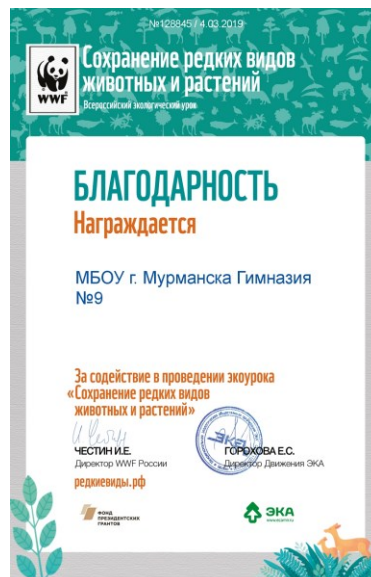 №128845 / 4.03.2019
Сохранение редких видов
животных и растений
Всероссийский экологический урок
WWF
БЛАГОДАРНОСТЬ
Награждается
МБОУ г. Мурманска Гимназия
№9
За содействие в проведении экоурока
«Сохранение редких видов
животных и растений»
ЧЕСТИН И.Е.
Директор WWF России
ГОРОХОВА Е.С.
Директор Движения ЭКА
редкиевиды.рф
ФОНД
ПРЕЗИДЕНТСКИХ
ГРАНТОВ
ЭКА